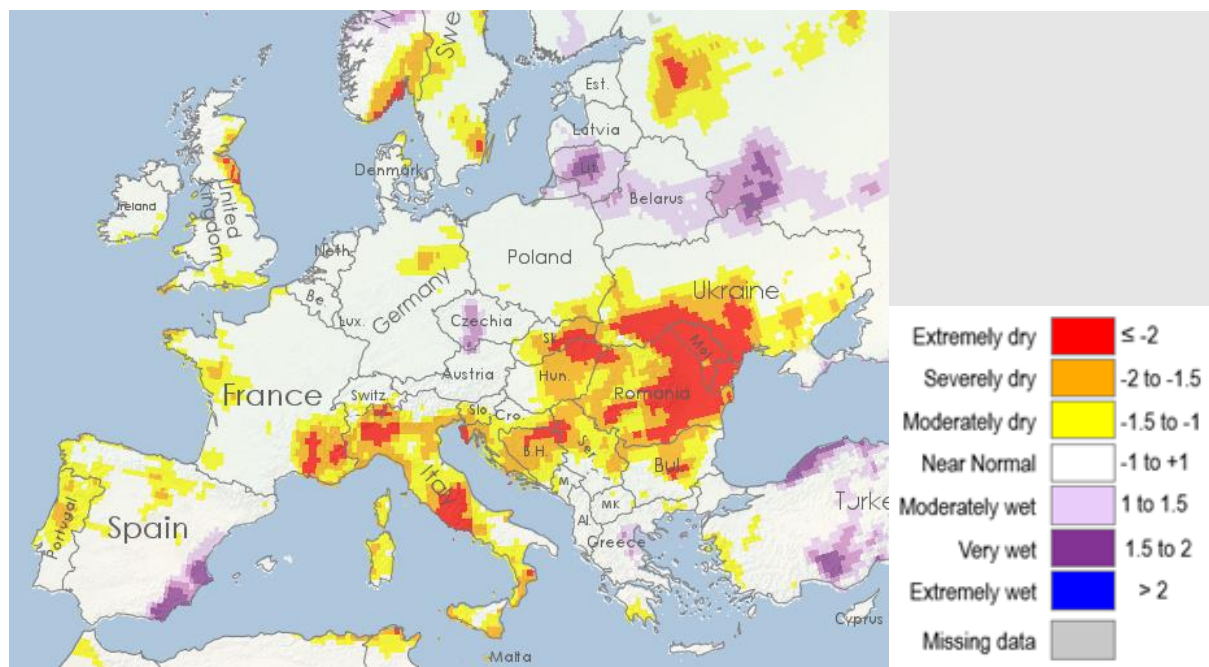 N
Swe
Est.
Latvia
Lit.
Denmark
Belarus
Ireland
United
Kingdom
Neth.
Be.
Lux.
Germany
Poland
Ukraine
Czechia
Sl.
Mol.
Austria
Hun.
Romania
France
Switz.
Slo.
Cro.
B.H.
Ser.
Bul.
Italy
M.
MK
Al.
Greece
Turke
Portugal
Spain
Malta
Cyprus
Extremely dry ≤ -2
Severely dry -2 to -1.5
Moderately dry -1.5 to -1
Near Normal -1 to +1
Moderately wet 1 to 1.5
Very wet 1.5 to 2
Extremely wet > 2
Missing data